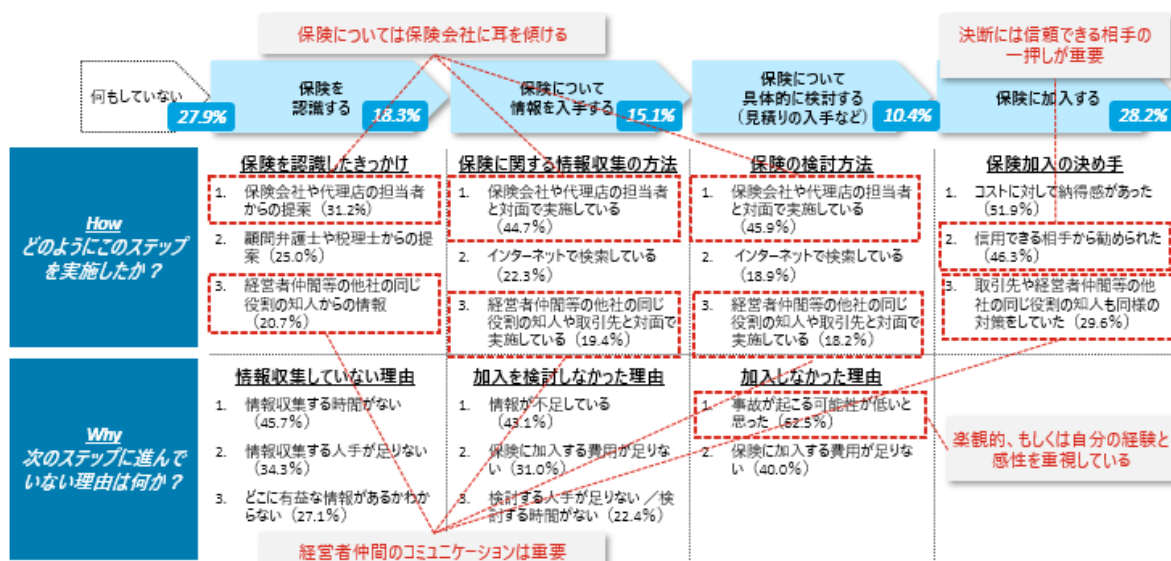 保険については保険会社に耳を傾ける
決断には信頼できる相手の
一押しが重要
何もしていない
27.9%
保険を
認識する
18.3%
保険について
情報を入手する
15.1%
保険について
具体的に検討する
(見積りの入手など)
10.4%
保険に加入する
28.2%
How
どのようにこのステップ
を実施したか？
保険を認識したきっかけ
1. 保険会社や代理店の担当者
からの提案（31.2%）
2. 顧問弁護士や税理士からの提
案（25.0%）
3. 経営者仲間等の他社の同じ
役割の知人からの情報
（20.7%）
保険に関する情報収集の方法
1. 保険会社や代理店の担当者
と対面で実施している
（44.7%）
2. インターネットで検索している
（22.3%）
3. 経営者仲間等の他社の同じ
役割の知人や取引先と対面で
実施している（19.4%）
保険の検討方法
1. 保険会社や代理店の担当者
と対面で実施している
（45.9%）
2. インターネットで検索している
（18.9%）
3. 経営者仲間等の他社の同じ
役割の知人や取引先と対面で
実施している（18.2%）
保険加入の決め手
1. コストに対して納得感があった
（51.9%）
2. 信用できる相手から勧められた
（46.3%）
3. 取引先や経営者仲間等の他
社の同じ役割の知人も同様の
対策をしていた（29.6%）
Why
次のステップに進んで
いない理由は何か？
情報収集していない理由
1. 情報収集する時間がない
（45.7%）
2. 情報収集する人手が足りない
（34.3%）
3. どこに有益な情報があるかわか
らない（27.1%）
加入を検討しなかった理由
1. 情報が不足している
（43.1%）
2. 保険に加入する費用が足りな
い（31.0%）
3. 検討する人手が足りない／検
討する時間がない（22.4%）
加入しなかった理由
1. 事故が起こる可能性が低いと
思った（62.5%）
2. 保険に加入する費用が足りな
い（40.0%）
楽観的、もしくは自分の経験と
感性を重視している
経営者仲間のコミュニケーションは重要